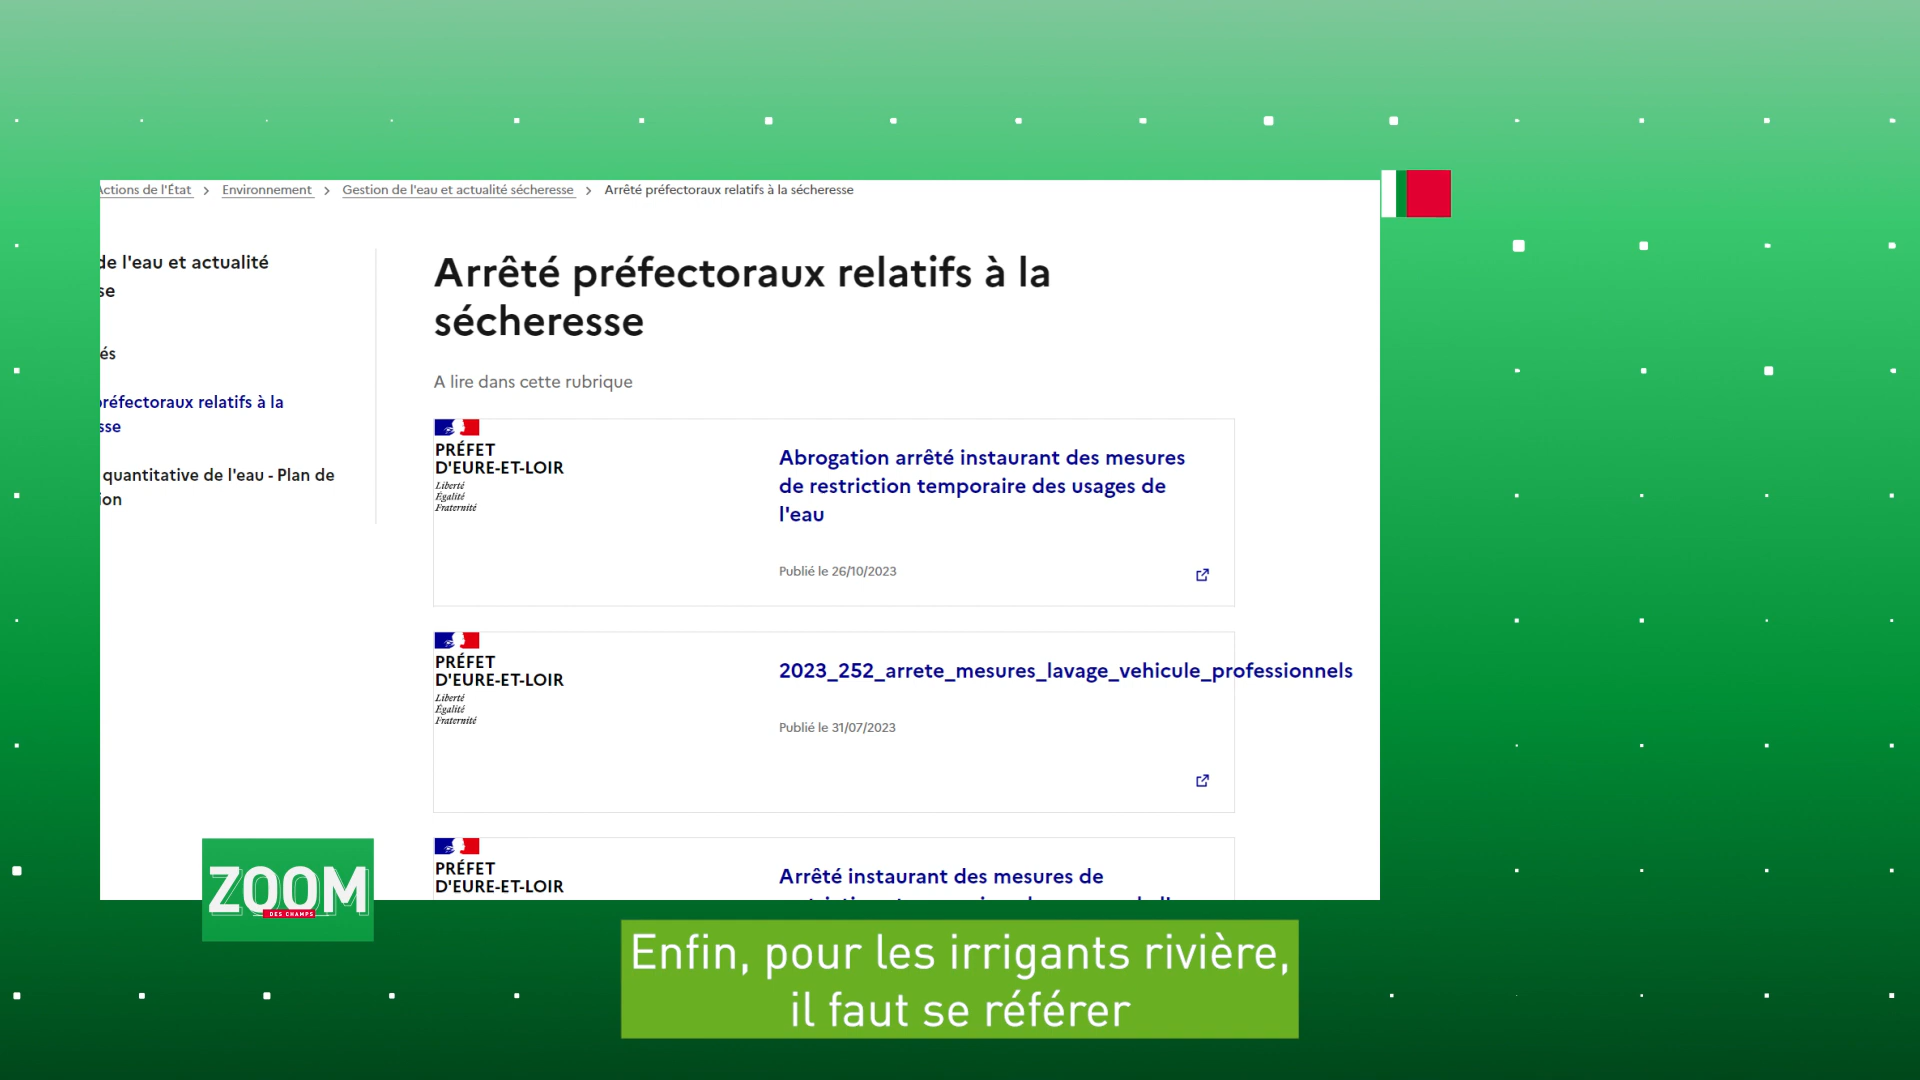 Actions de l'État > Environnement > Gestion de l'eau et actualité sécheresse > Arrêté préfectoraux relatifs à la sécheresse
de l'eau et actualité
se
és
préfectoraux relatifs à la
sse
quantitative de l'eau - Plan de
ion
Arrêté préfectoraux relatifs à la
sécheresse
A lire dans cette rubrique
PRÉFET
D'EURE-ET-LOIR
Liberté
Égalité
Fraternité
Abrogation arrêté instaurant des mesures
de restriction temporaire des usages de
l'eau
Publié le 26/10/2023
PRÉFET
D'EURE-ET-LOIR
Liberté
Égalité
Fraternité
2023_252_arrete_mesures_lavage_vehicule_professionnels
Publié le 31/07/2023
PRÉFET
D'EURE-ET-LOIR
Arrêté instaurant des mesures de
ZOOM
DES CHAMPS
Enfin, pour les irrigants rivière,
il faut se référer